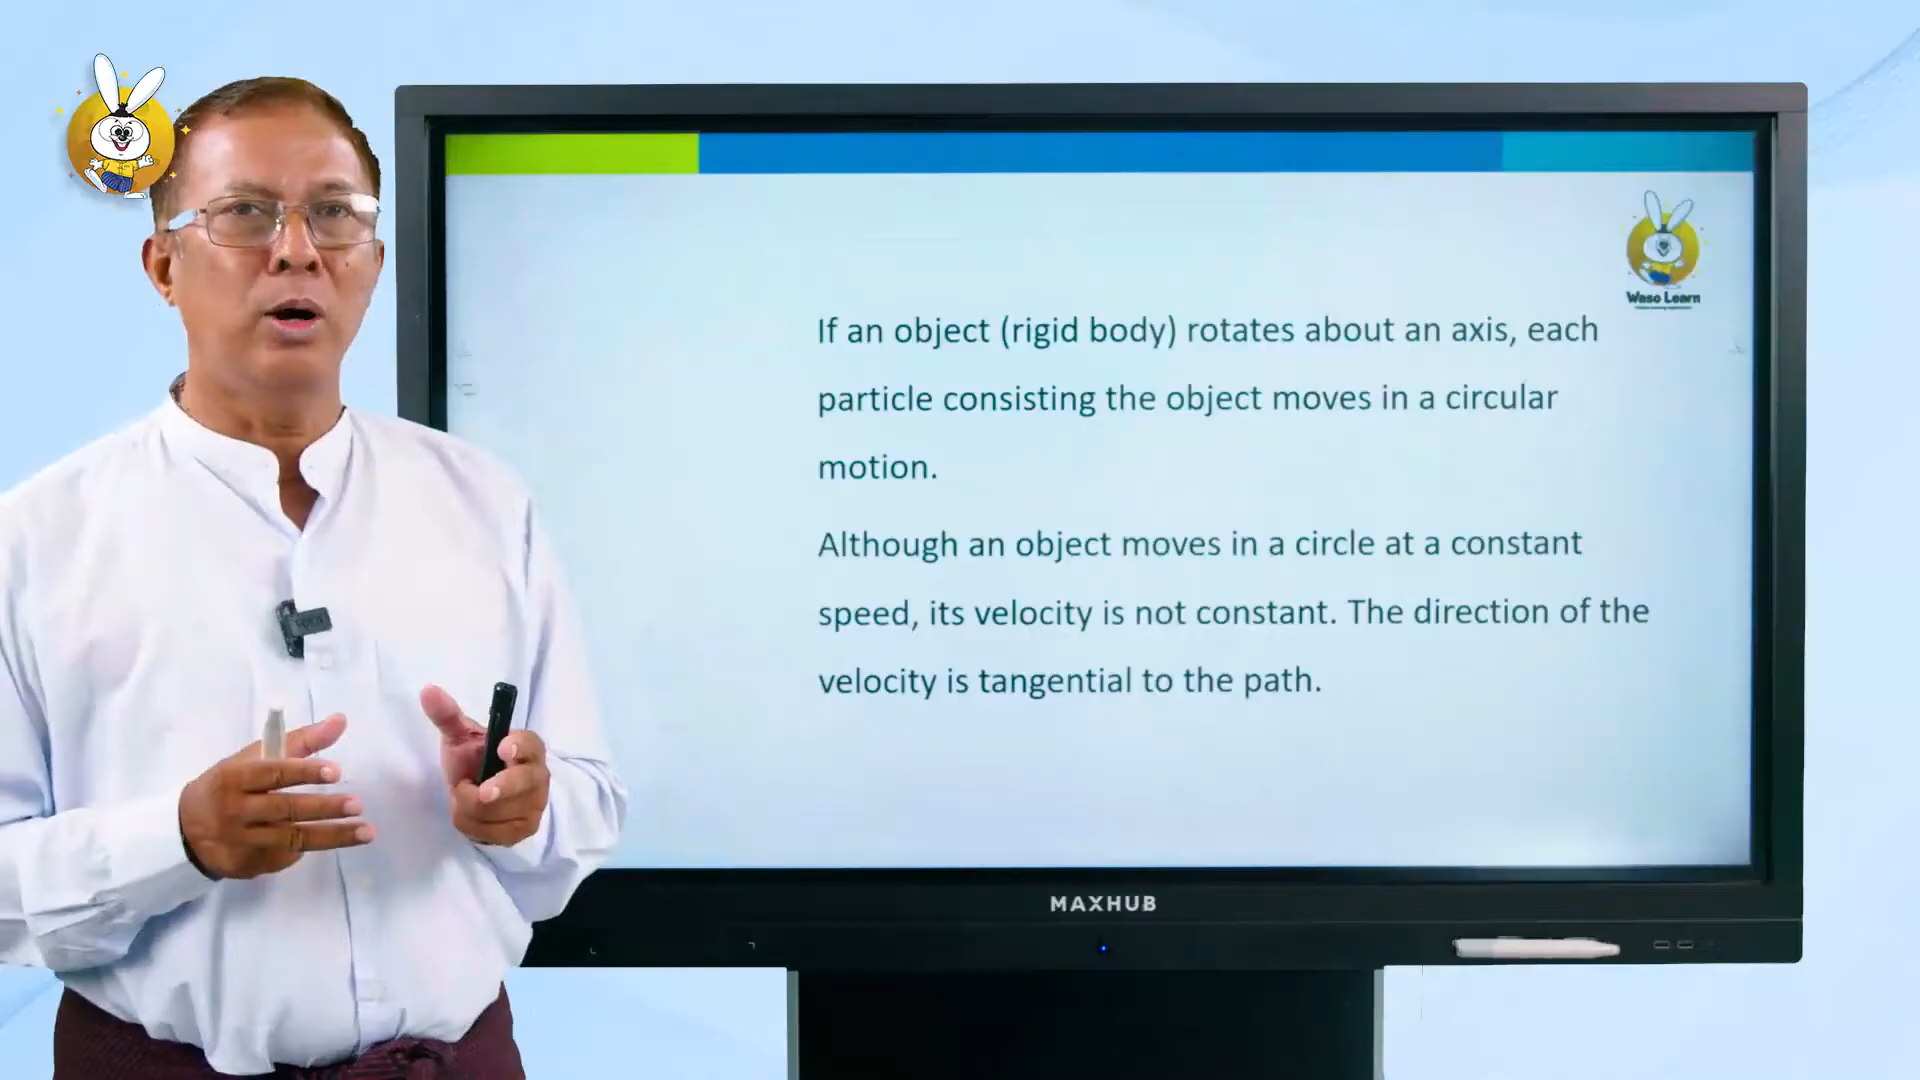 Waso Learn
If an object (rigid body) rotates about an axis, each
particle consisting the object moves in a circular
motion.
Although an object moves in a circle at a constant
speed, its velocity is not constant. The direction of the
velocity is tangential to the path.
MAXHUB